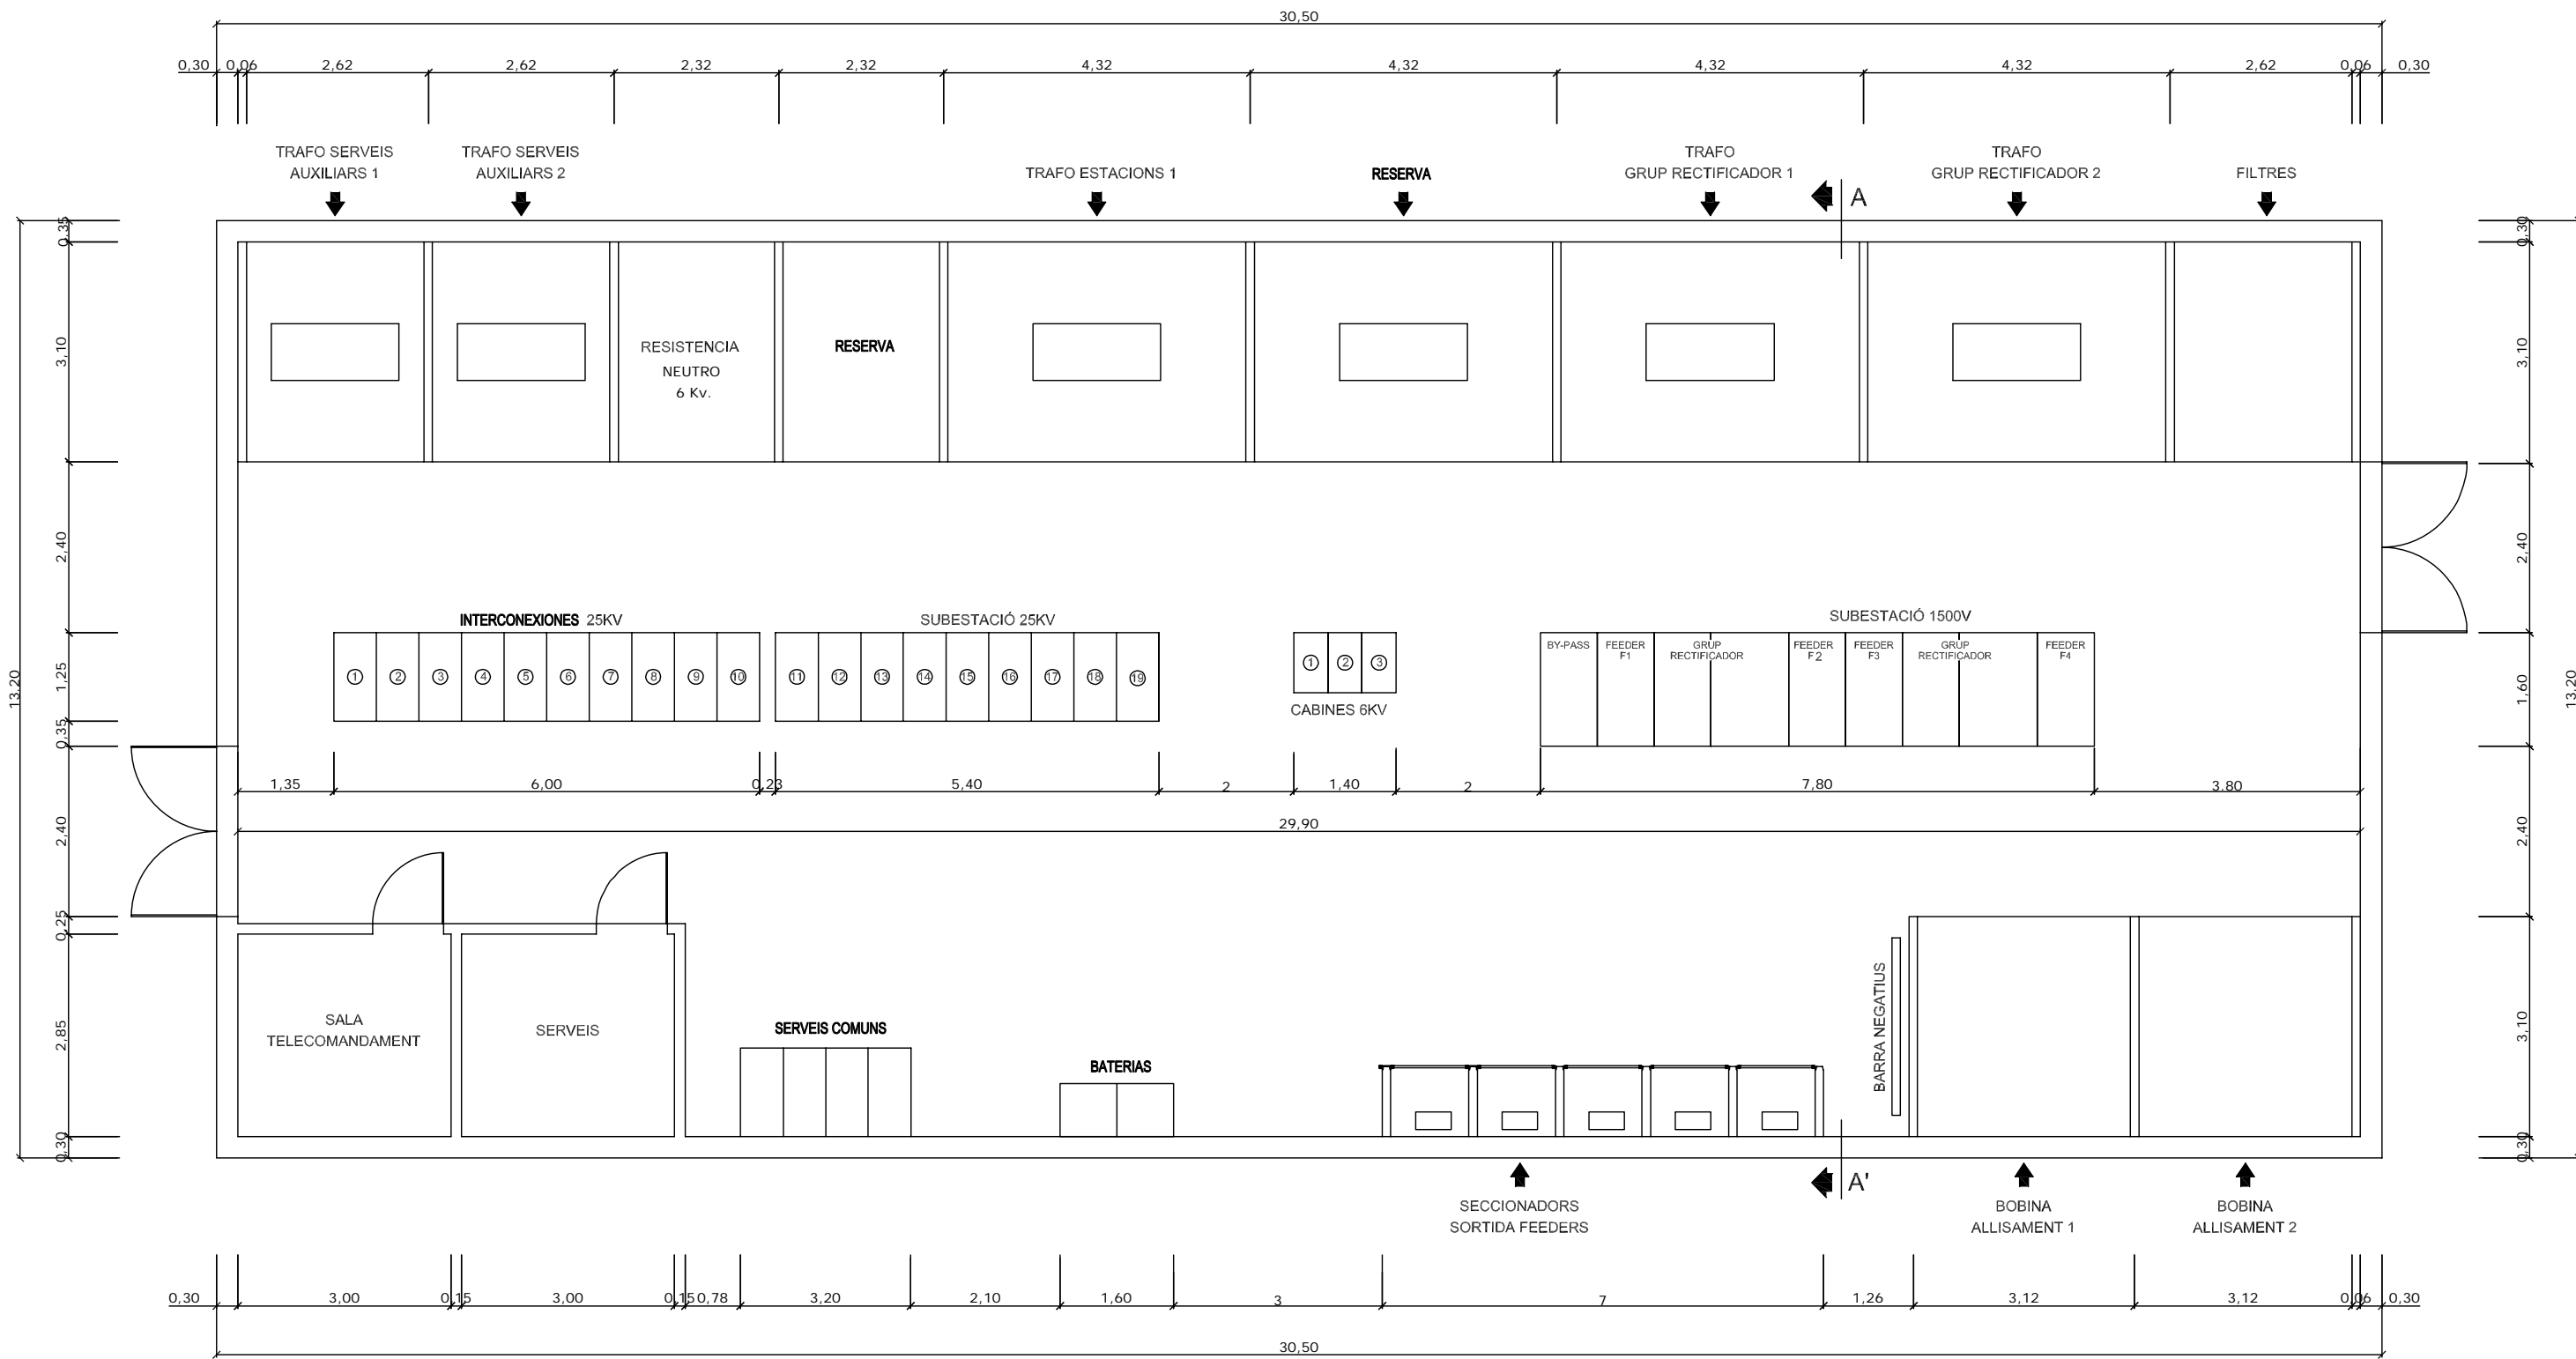 30,50
0,30 0,06 2,62 2,62 2,32 2,32 4,32 4,32 4,32 4,32 2,62 0,06 0,30
TRAFO SERVEIS
AUXILIARS 1
TRAFO SERVEIS
AUXILIARS 2
TRAFO ESTACIONS 1
RESERVA
TRAFO
GRUP RECTIFICADOR 1
A
TRAFO
GRUP RECTIFICADOR 2
FILTRES
13,20
0,35
3,10
2,40
1,25
0,35
2,40
0,25
2,85
0,30
RESISTENCIA
NEUTRO
6 Kv.
RESERVA
0,30
3,10
2,40
1,60
2,40
3,10
0,30
13,20
INTERCONEXIONES 25KV
1 2 3 4 5 6 7 8 9 10
SUBESTACIÓ 25KV
11 12 13 14 15 16 17 18 19
1 2 3
CABINES 6KV
SUBESTACIÓ 1500V
BY-PASS
FEEDER
F1
GRUP
RECTIFICADOR
FEEDER
F2
FEEDER
F3
GRUP
RECTIFICADOR
FEEDER
F4
1,35 6,00 0,23 5,40 2 1,40 2 7,80 3.80
29,90
SALA
TELECOMANDAMENT
SERVEIS
SERVEIS COMUNS
BATERIAS
BARRA NEGATIUS
SECCIONADORS
SORTIDA FEEDERS
A'
BOBINA
ALLISAMENT 1
BOBINA
ALLISAMENT 2
0,30 3,00 0,15 3,00 0,15 0,78 3,20 2,10 1,60 3 7 1,26 3,12 3,12 0,06 0,30
30,50